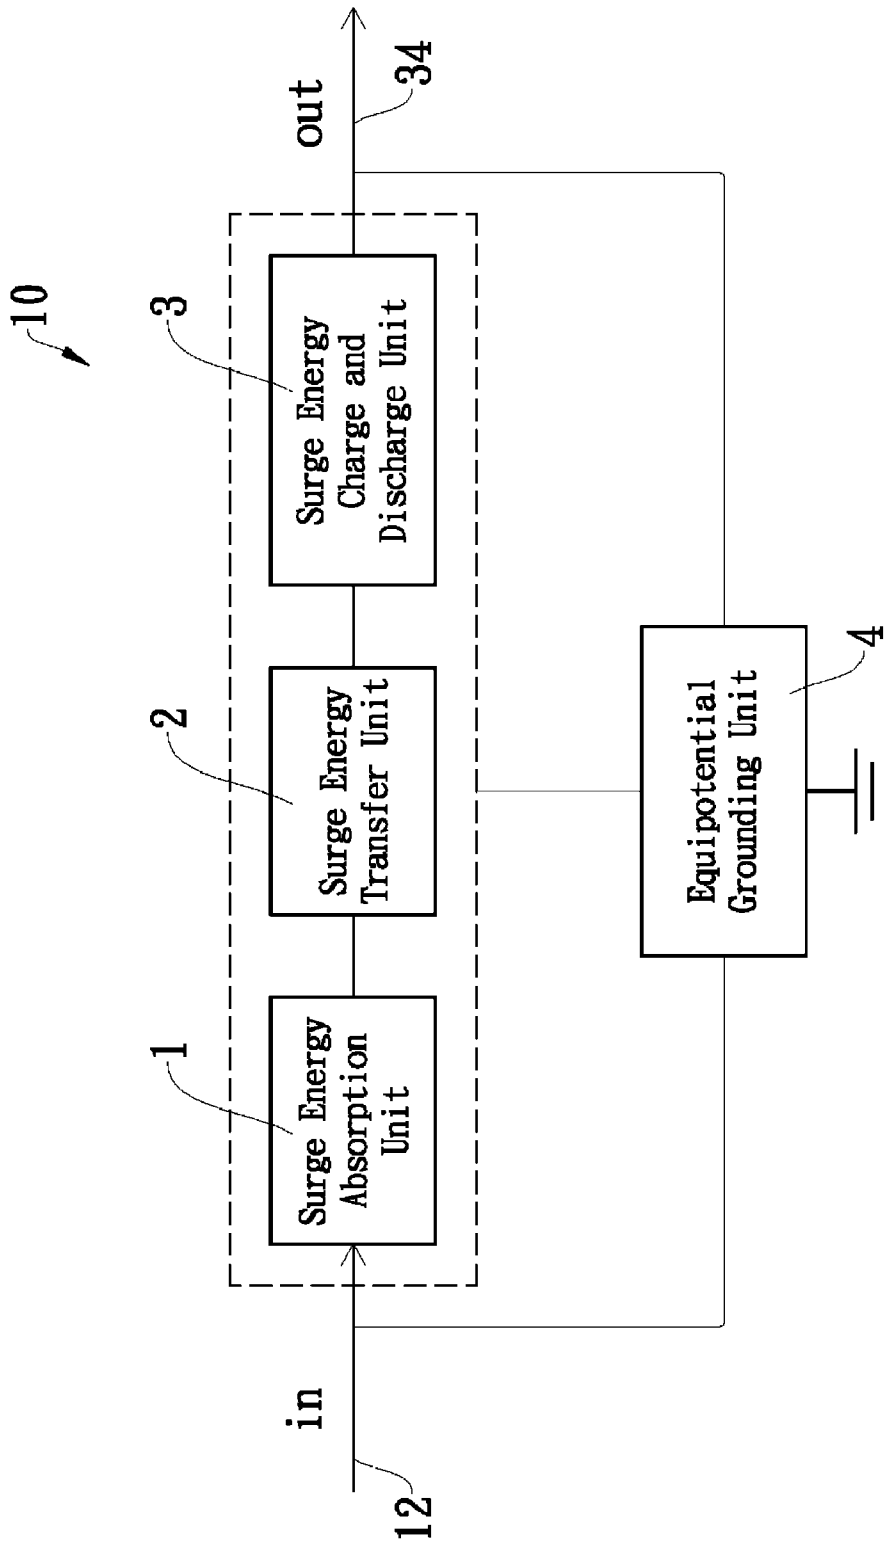 10
1
2
3
in
out
12
34
Surge Energy
Absorption
Unit
Surge Energy
Transfer Unit
Surge Energy
Charge and
Discharge Unit
Equipotential
Grounding Unit
4